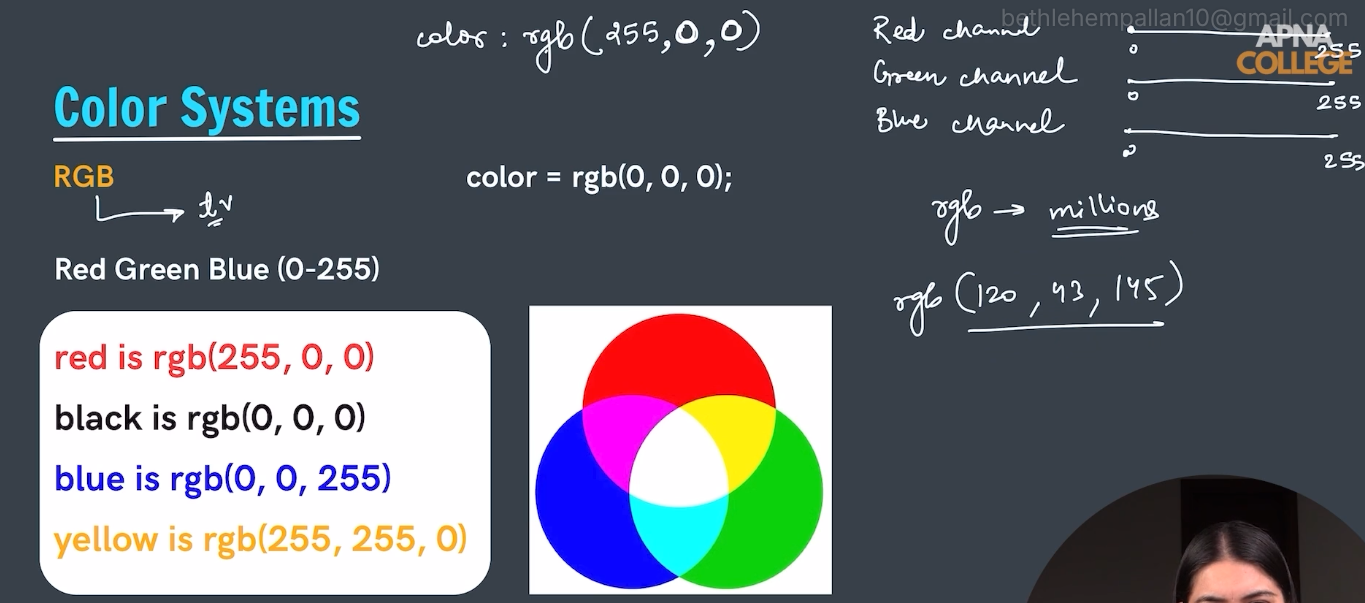 bethlehempallan10@gmail.com
APNA
COLLEGE
color : rgb(255,0,0)
Red channel
0 255
Green channel
0 255
Blue channel
0 255
Color Systems
RGB
color = rgb(0, 0, 0);
rgb → millions
Red Green Blue (0-255)
rgb (120, 43, 145)
red is rgb(255, 0, 0)
black is rgb(0, 0, 0)
blue is rgb(0, 0, 255)
yellow is rgb(255, 255, 0)